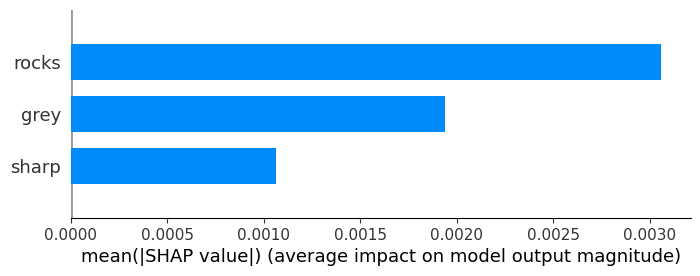 rocks
grey
sharp
0.0000 0.0005 0.0010 0.0015 0.0020 0.0025 0.0030
mean(|SHAP value|) (average impact on model output magnitude)